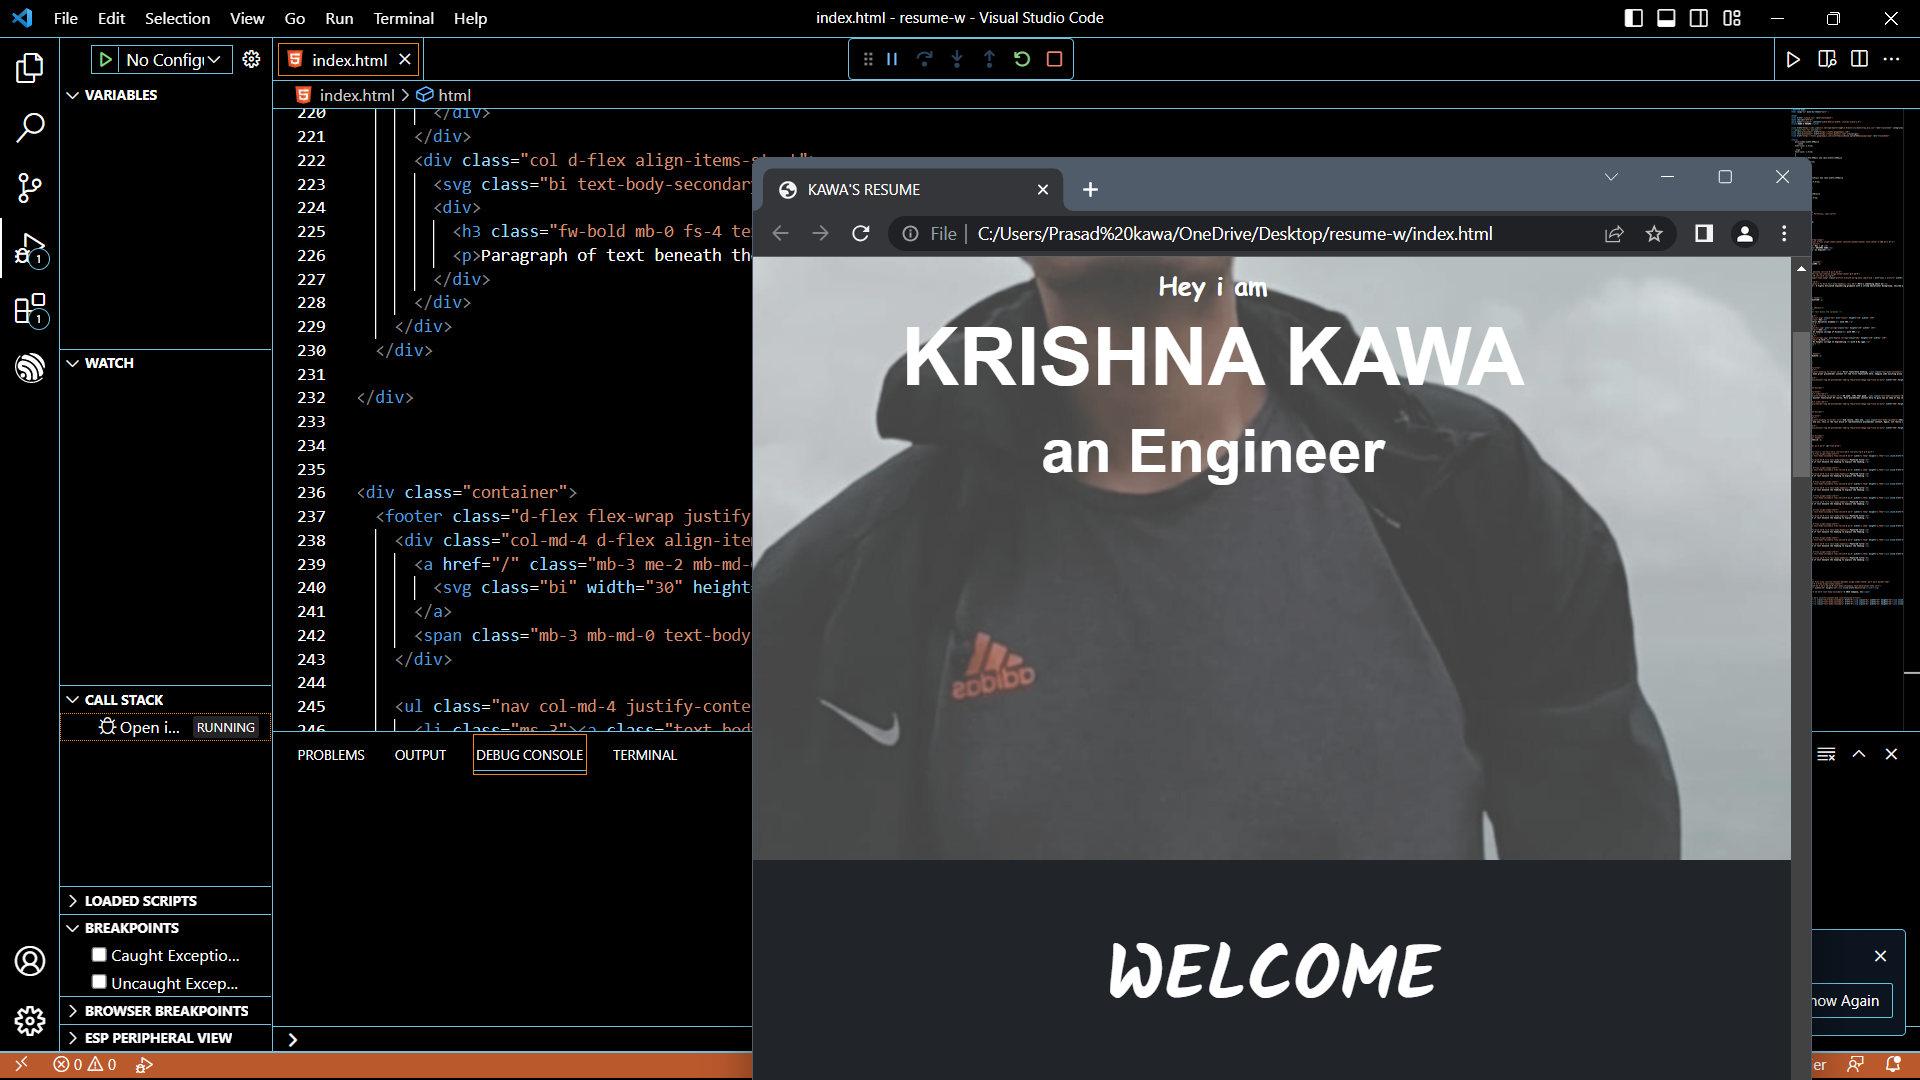 File Edit Selection View Go Run Terminal Help
index.html - resume-w - Visual Studio Code
No Config
index.html
index.html > html
VARIABLES
WATCH
CALL STACK
Open i... RUNNING
LOADED SCRIPTS
BREAKPOINTS
Caught Exceptio...
Uncaught Excep...
BROWSER BREAKPOINTS
ESP PERIPHERAL VIEW
1
1
220 </div>
221 </div>
222 <div class="col d-flex align-items-start">
223 <svg class="bi text-body-secondary
224 <div>
225 <h3 class="fw-bold mb-0 fs-4 te
226 <p>Paragraph of text beneath th
227 </div>
228 </div>
229 </div>
230 </div>
231
232 </div>
233
234
235
236 <div class="container">
237 <footer class="d-flex flex-wrap justify
238 <div class="col-md-4 d-flex align-ite
239 <a href="/" class="mb-3 me-2 mb-md-
240 <svg class="bi" width="30" height=
241 </a>
242 <span class="mb-3 mb-md-0 text-body
243 </div>
244
245 <ul class="nav col-md-4 justify-conte
246 <li class="ms-3"><a class="text-body
PROBLEMS OUTPUT DEBUG CONSOLE TERMINAL
KAWA'S RESUME
File | C:/Users/Prasad%20kawa/OneDrive/Desktop/resume-w/index.html
Hey i am
KRISHNA KAWA
an Engineer
adidas
WELCOME
how Again
0 0
er